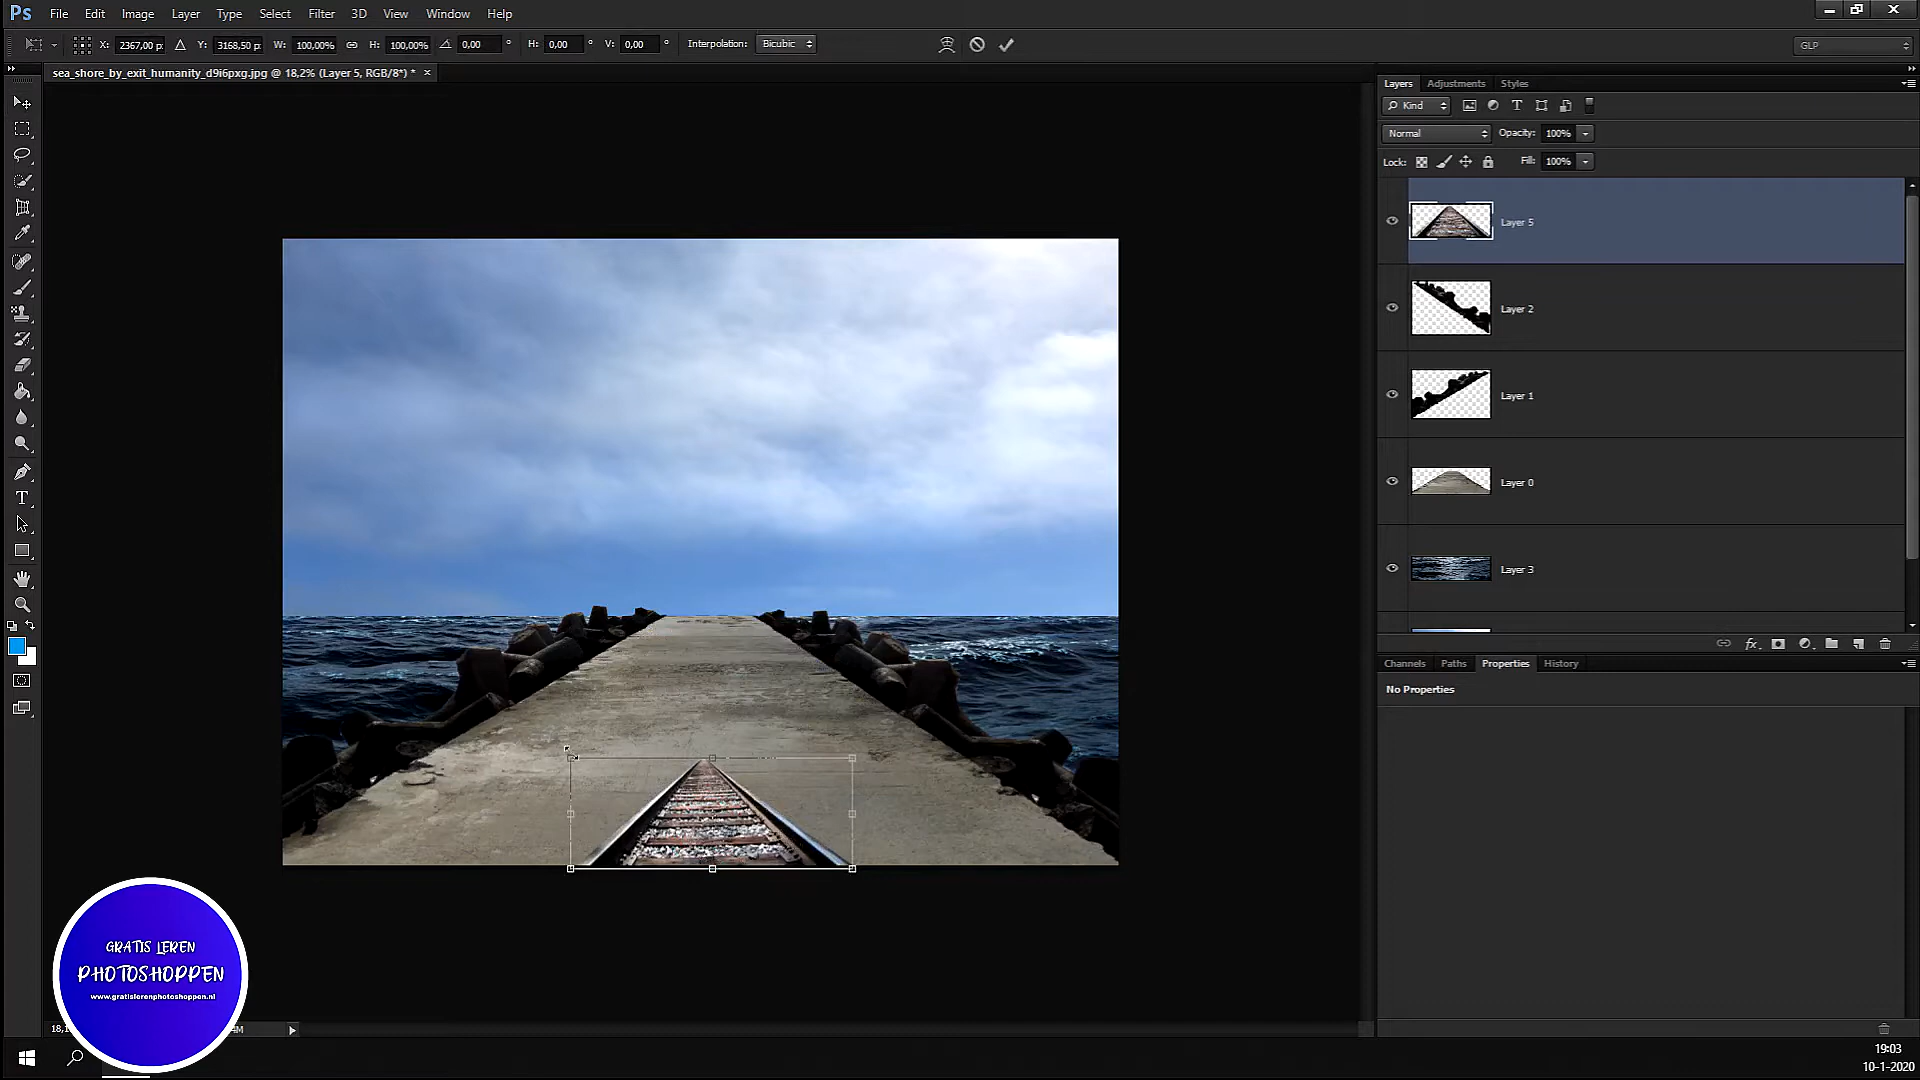 Ps File Edit Image Layer Type Select Filter 3D View Window Help
X: 2367,00 p: Y: 3168,50 p: W: 100,00% H: 100,00% 0,00 ° H: 0,00 ° V: 0,00 ° Interpolation: Bicubic GLP
sea_shore_by_exit_humanity_d9i6pxg.jpg @ 18,2% (Layer 5, RGB/8*) * ×
Layers Adjustments Styles
Kind T
Normal Opacity: 100%
Lock: Fill: 100%
Layer 5
Layer 2
Layer 1
Layer 0
Layer 3
fx.
Channels Paths Properties History
No Properties
GRATIS LEREN
PHOTOSHOPPEN
www.gratislerenphotoshoppen.nl
19:03
10-1-2020